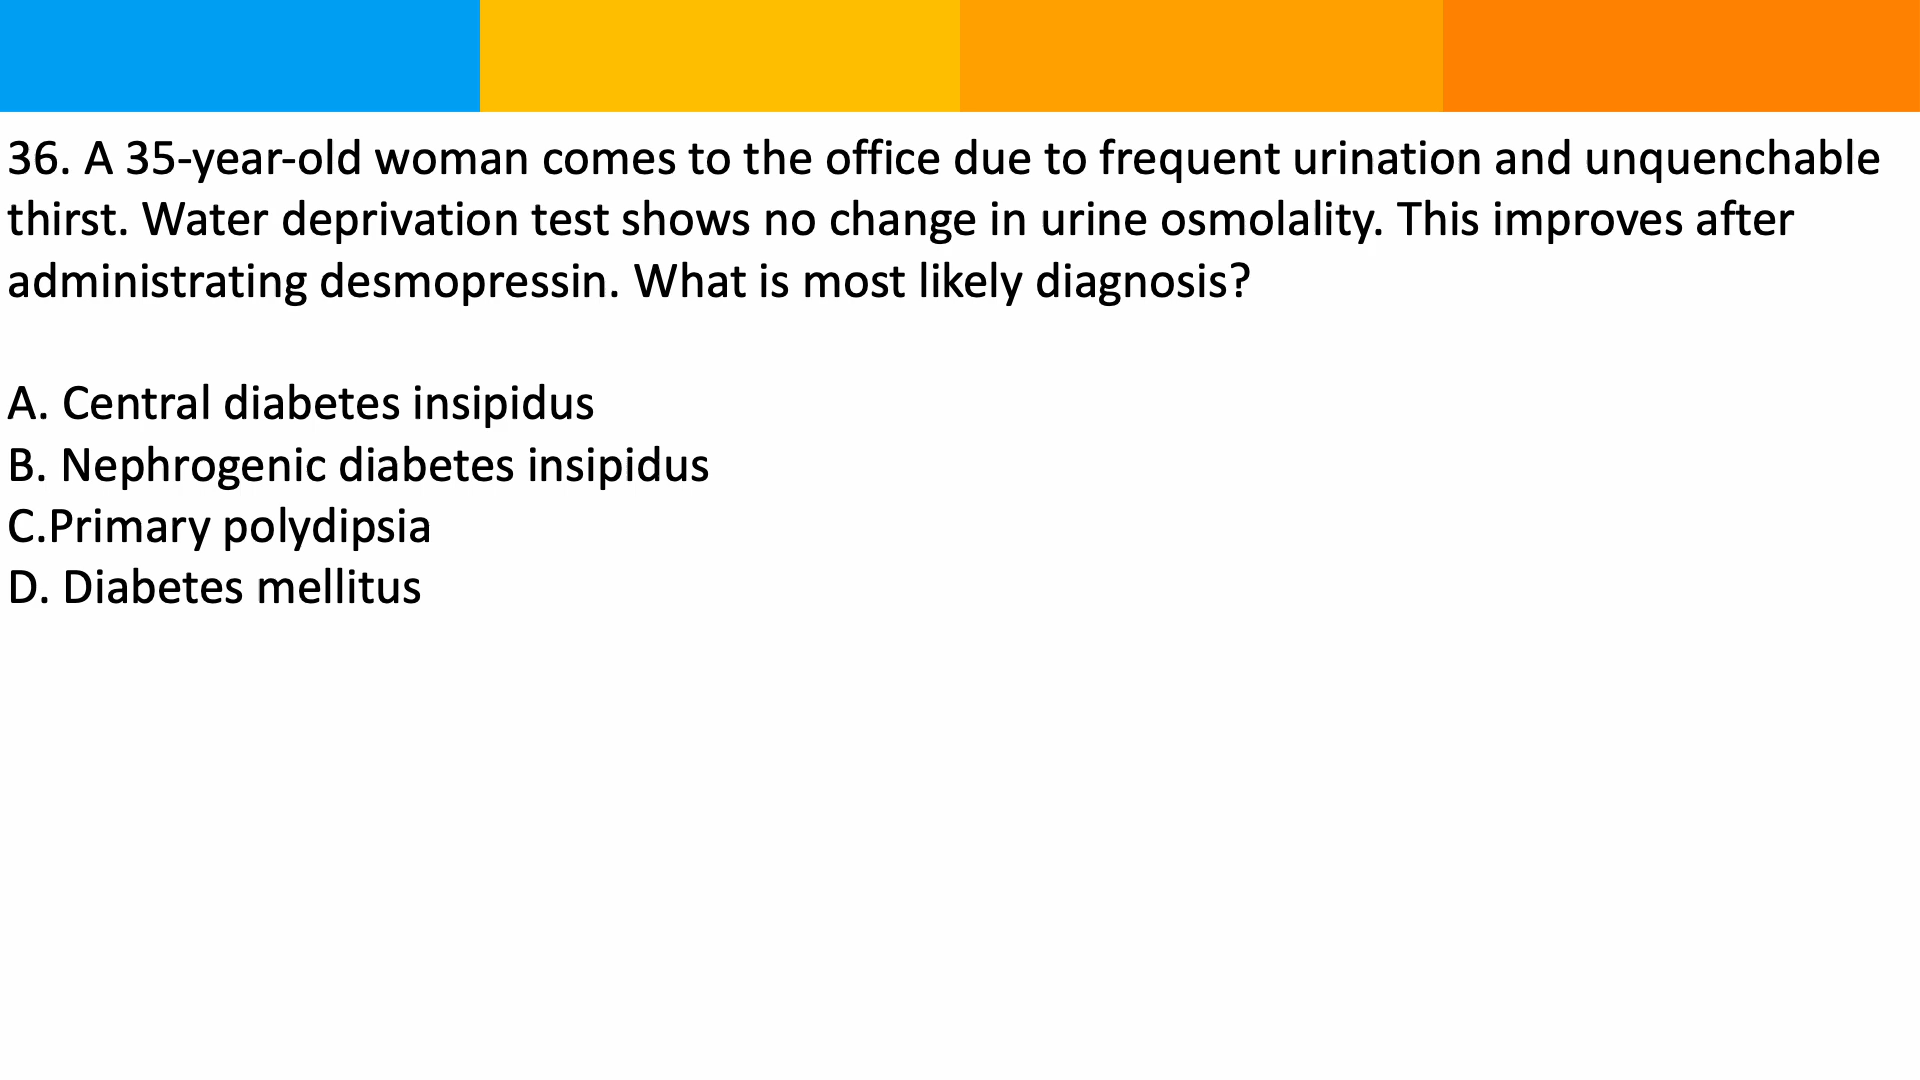 36. A 35-year-old woman comes to the office due to frequent urination and unquenchable
thirst. Water deprivation test shows no change in urine osmolality. This improves after
administrating desmopressin. What is most likely diagnosis?
A. Central diabetes insipidus
B. Nephrogenic diabetes insipidus
C.Primary polydipsia
D. Diabetes mellitus